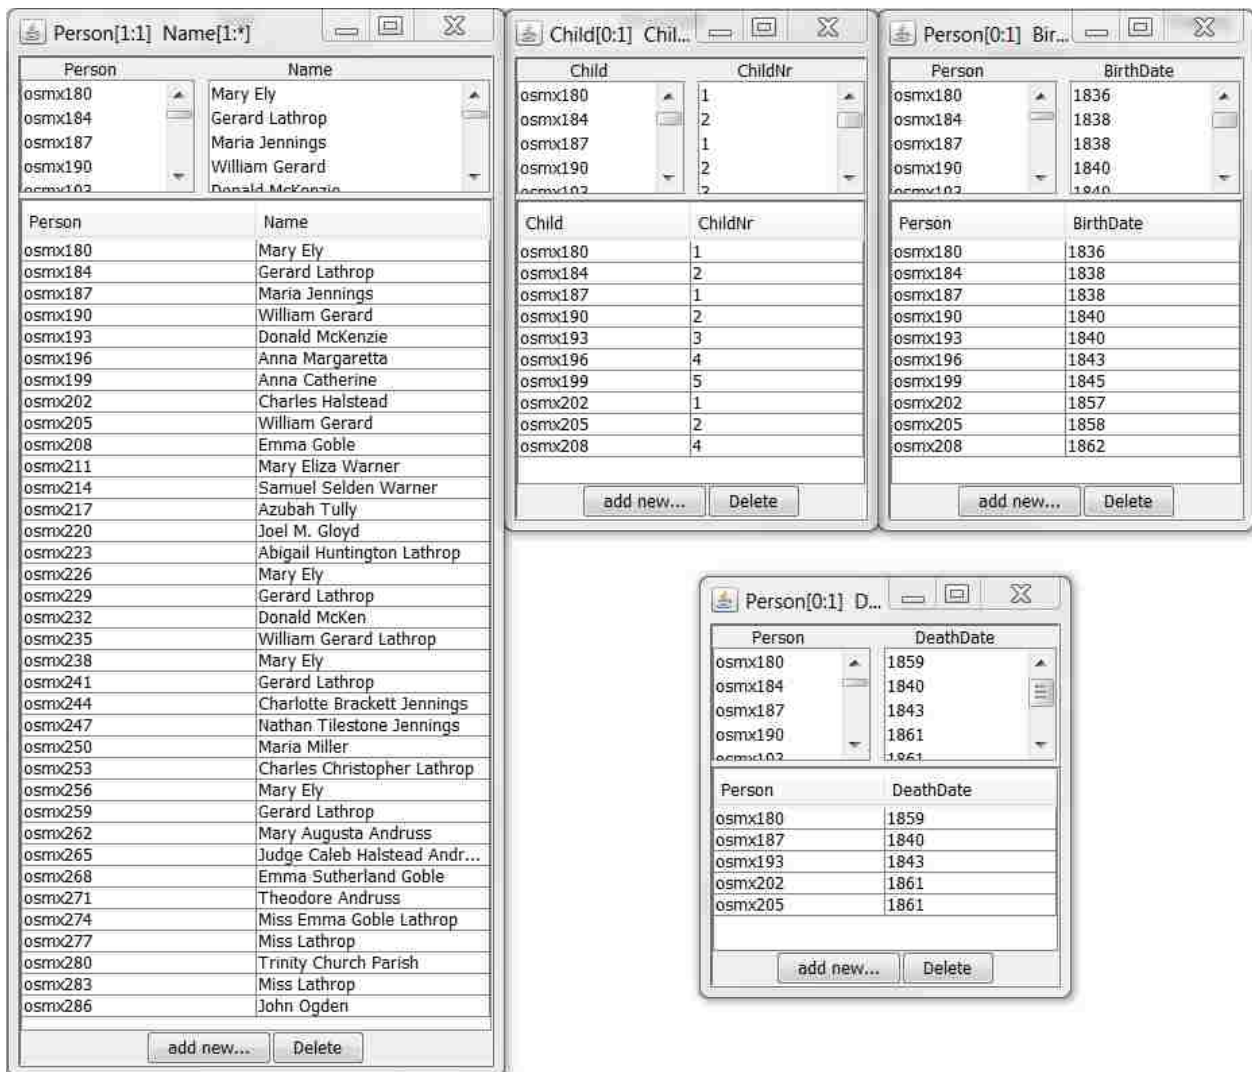 Person[1:1] Name[1:*]
Person Name
osmx180 Mary Ely
osmx184 Gerard Lathrop
osmx187 Maria Jennings
osmx190 William Gerard
osmx193 Donald McKenzie
Person Name
osmx180 Mary Ely
osmx184 Gerard Lathrop
osmx187 Maria Jennings
osmx190 William Gerard
osmx193 Donald McKenzie
osmx196 Anna Margaretta
osmx199 Anna Catherine
osmx202 Charles Halstead
osmx205 William Gerard
osmx208 Emma Goble
osmx211 Mary Eliza Warner
osmx214 Samuel Selden Warner
osmx217 Azubah Tully
osmx220 Joel M. Gloyd
osmx223 Abigail Huntington Lathrop
osmx226 Mary Ely
osmx229 Gerard Lathrop
osmx232 Donald McKen
osmx235 William Gerard Lathrop
osmx238 Mary Ely
osmx241 Gerard Lathrop
osmx244 Charlotte Brackett Jennings
osmx247 Nathan Tilestone Jennings
osmx250 Maria Miller
osmx253 Charles Christopher Lathrop
osmx256 Mary Ely
osmx259 Gerard Lathrop
osmx262 Mary Augusta Andruss
osmx265 Judge Caleb Halstead Andr...
osmx268 Emma Sutherland Goble
osmx271 Theodore Andruss
osmx274 Miss Emma Goble Lathrop
osmx277 Miss Lathrop
osmx280 Trinity Church Parish
osmx283 Miss Lathrop
osmx286 John Ogden
add new... Delete
Child[0:1] Chil...
Child ChildNr
osmx180 1
osmx184 2
osmx187 1
osmx190 2
osmx193 3
Child ChildNr
osmx180 1
osmx184 2
osmx187 1
osmx190 2
osmx193 3
osmx196 4
osmx199 5
osmx202 1
osmx205 2
osmx208 4
add new... Delete
Person[0:1] Bir...
Person BirthDate
osmx180 1836
osmx184 1838
osmx187 1838
osmx190 1840
osmx193 1840
Person BirthDate
osmx180 1836
osmx184 1838
osmx187 1838
osmx190 1840
osmx193 1840
osmx196 1843
osmx199 1845
osmx202 1857
osmx205 1858
osmx208 1862
add new... Delete
Person[0:1] D...
Person DeathDate
osmx180 1859
osmx184 1840
osmx187 1843
osmx190 1861
osmx193 1861
Person DeathDate
osmx180 1859
osmx187 1840
osmx193 1843
osmx202 1861
osmx205 1861
add new... Delete